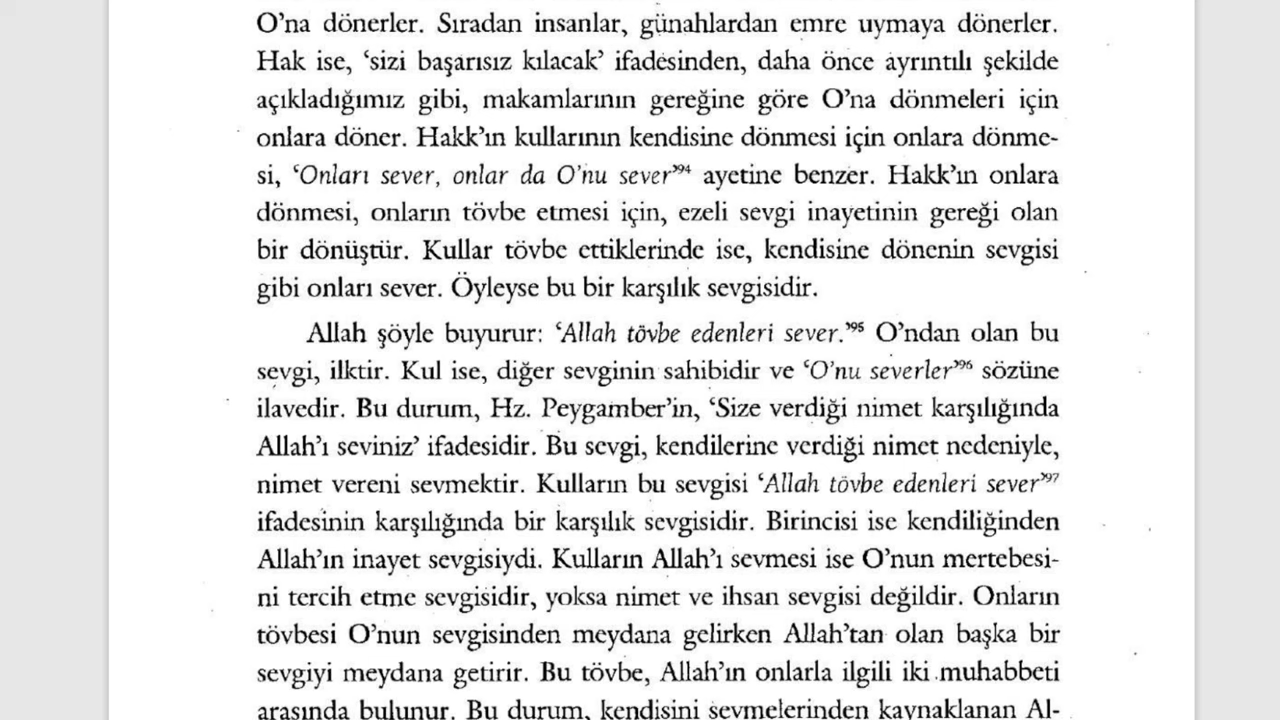 O’na dönerler. Sıradan insanlar, günahlardan emre uymaya dönerler.
Hak ise, ‘sizi başarısız kılacak’ ifadesinden, daha önce ayrıntılı şekilde
açıkladığımız gibi, makamlarının gereğine göre O’na dönmeleri için
onlara döner. Hakk’ın kullarının kendisine dönmesi için onlara dönme-
si, ‘Onları sever, onlar da O’nu sever’⁹⁴ ayetine benzer. Hakk’ın onlara
dönmesi, onların tövbe etmesi için, ezeli sevgi inayetinin gereği olan
bir dönüştür. Kullar tövbe ettiklerinde ise, kendisine dönenin sevgisi
gibi onları sever. Öyleyse bu bir karşılık sevgisidir.
Allah şöyle buyurur: ‘Allah tövbe edenleri sever.’⁹⁵ O’ndan olan bu
sevgi, ilktir. Kul ise, diğer sevginin sahibidir ve ‘O’nu severler’⁹⁶ sözüne
ilavedir. Bu durum, Hz. Peygamber’in, ‘Size verdiği nimet karşılığında
Allah’ı seviniz’ ifadesidir. Bu sevgi, kendilerine verdiği nimet nedeniyle,
nimet vereni sevmektir. Kulların bu sevgisi ‘Allah tövbe edenleri sever’⁹⁷
ifadesinin karşılığında bir karşılık sevgisidir. Birincisi ise kendiliğinden
Allah’ın inayet sevgisiydi. Kulların Allah’ı sevmesi ise O’nun mertebesi-
ni tercih etme sevgisidir, yoksa nimet ve ihsan sevgisi değildir. Onların
tövbesi O’nun sevgisinden meydana gelirken Allah’tan olan başka bir
sevgiyi meydana getirir. Bu tövbe, Allah’ın onlarla ilgili iki muhabbeti
arasında bulunur. Bu durum, kendisini sevmelerinden kaynaklanan Al-